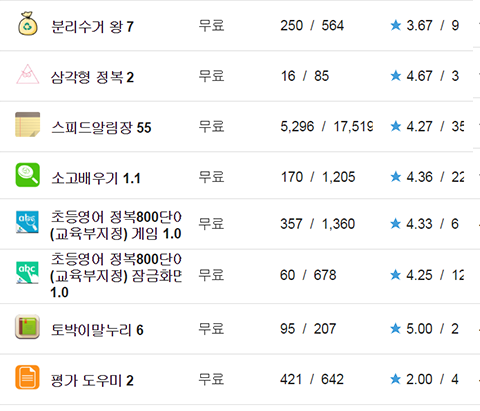 분리수거 왕 7 무료 250 / 564 ★ 3.67 / 9
삼각형 정복 2 무료 16 / 85 ★ 4.67 / 3
스피드알림장 55 무료 5,296 / 17,519 ★ 4.27 / 35
소고배우기 1.1 무료 170 / 1,205 ★ 4.36 / 22
abc 초등영어 정복800단어
(교육부지정) 게임 1.0 무료 357 / 1,360 ★ 4.33 / 6
abc 초등영어 정복800단어
(교육부지정) 잠금화면 무료 60 / 678 ★ 4.25 / 12
1.0
토박이말누리 6 무료 95 / 207 ★ 5.00 / 2
평가 도우미 2 무료 421 / 642 ★ 2.00 / 4